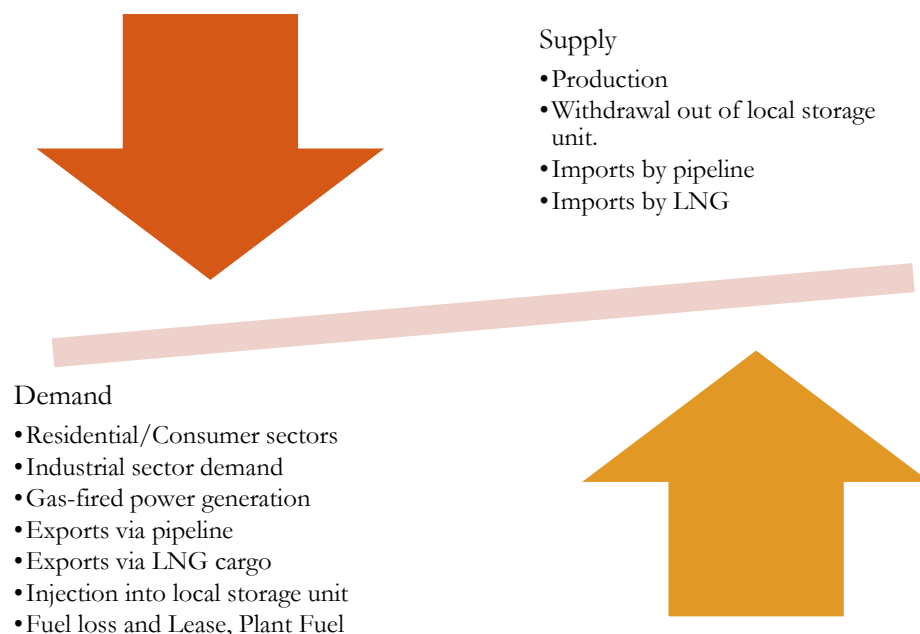 Supply
•Production
•Withdrawal out of local storage
unit.
•Imports by pipeline
•Imports by LNG
Demand
•Residential/Consumer sectors
•Industrial sector demand
•Gas-fired power generation
•Exports via pipeline
•Exports via LNG cargo
•Injection into local storage unit
•Fuel loss and Lease, Plant Fuel